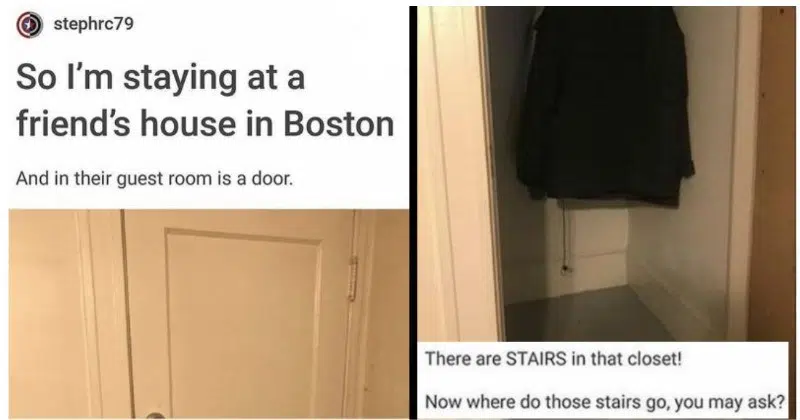 stephrc79
So I'm staying at a
friend's house in Boston
And in their guest room is a door.
There are STAIRS in that closet!
Now where do those stairs go, you may ask?